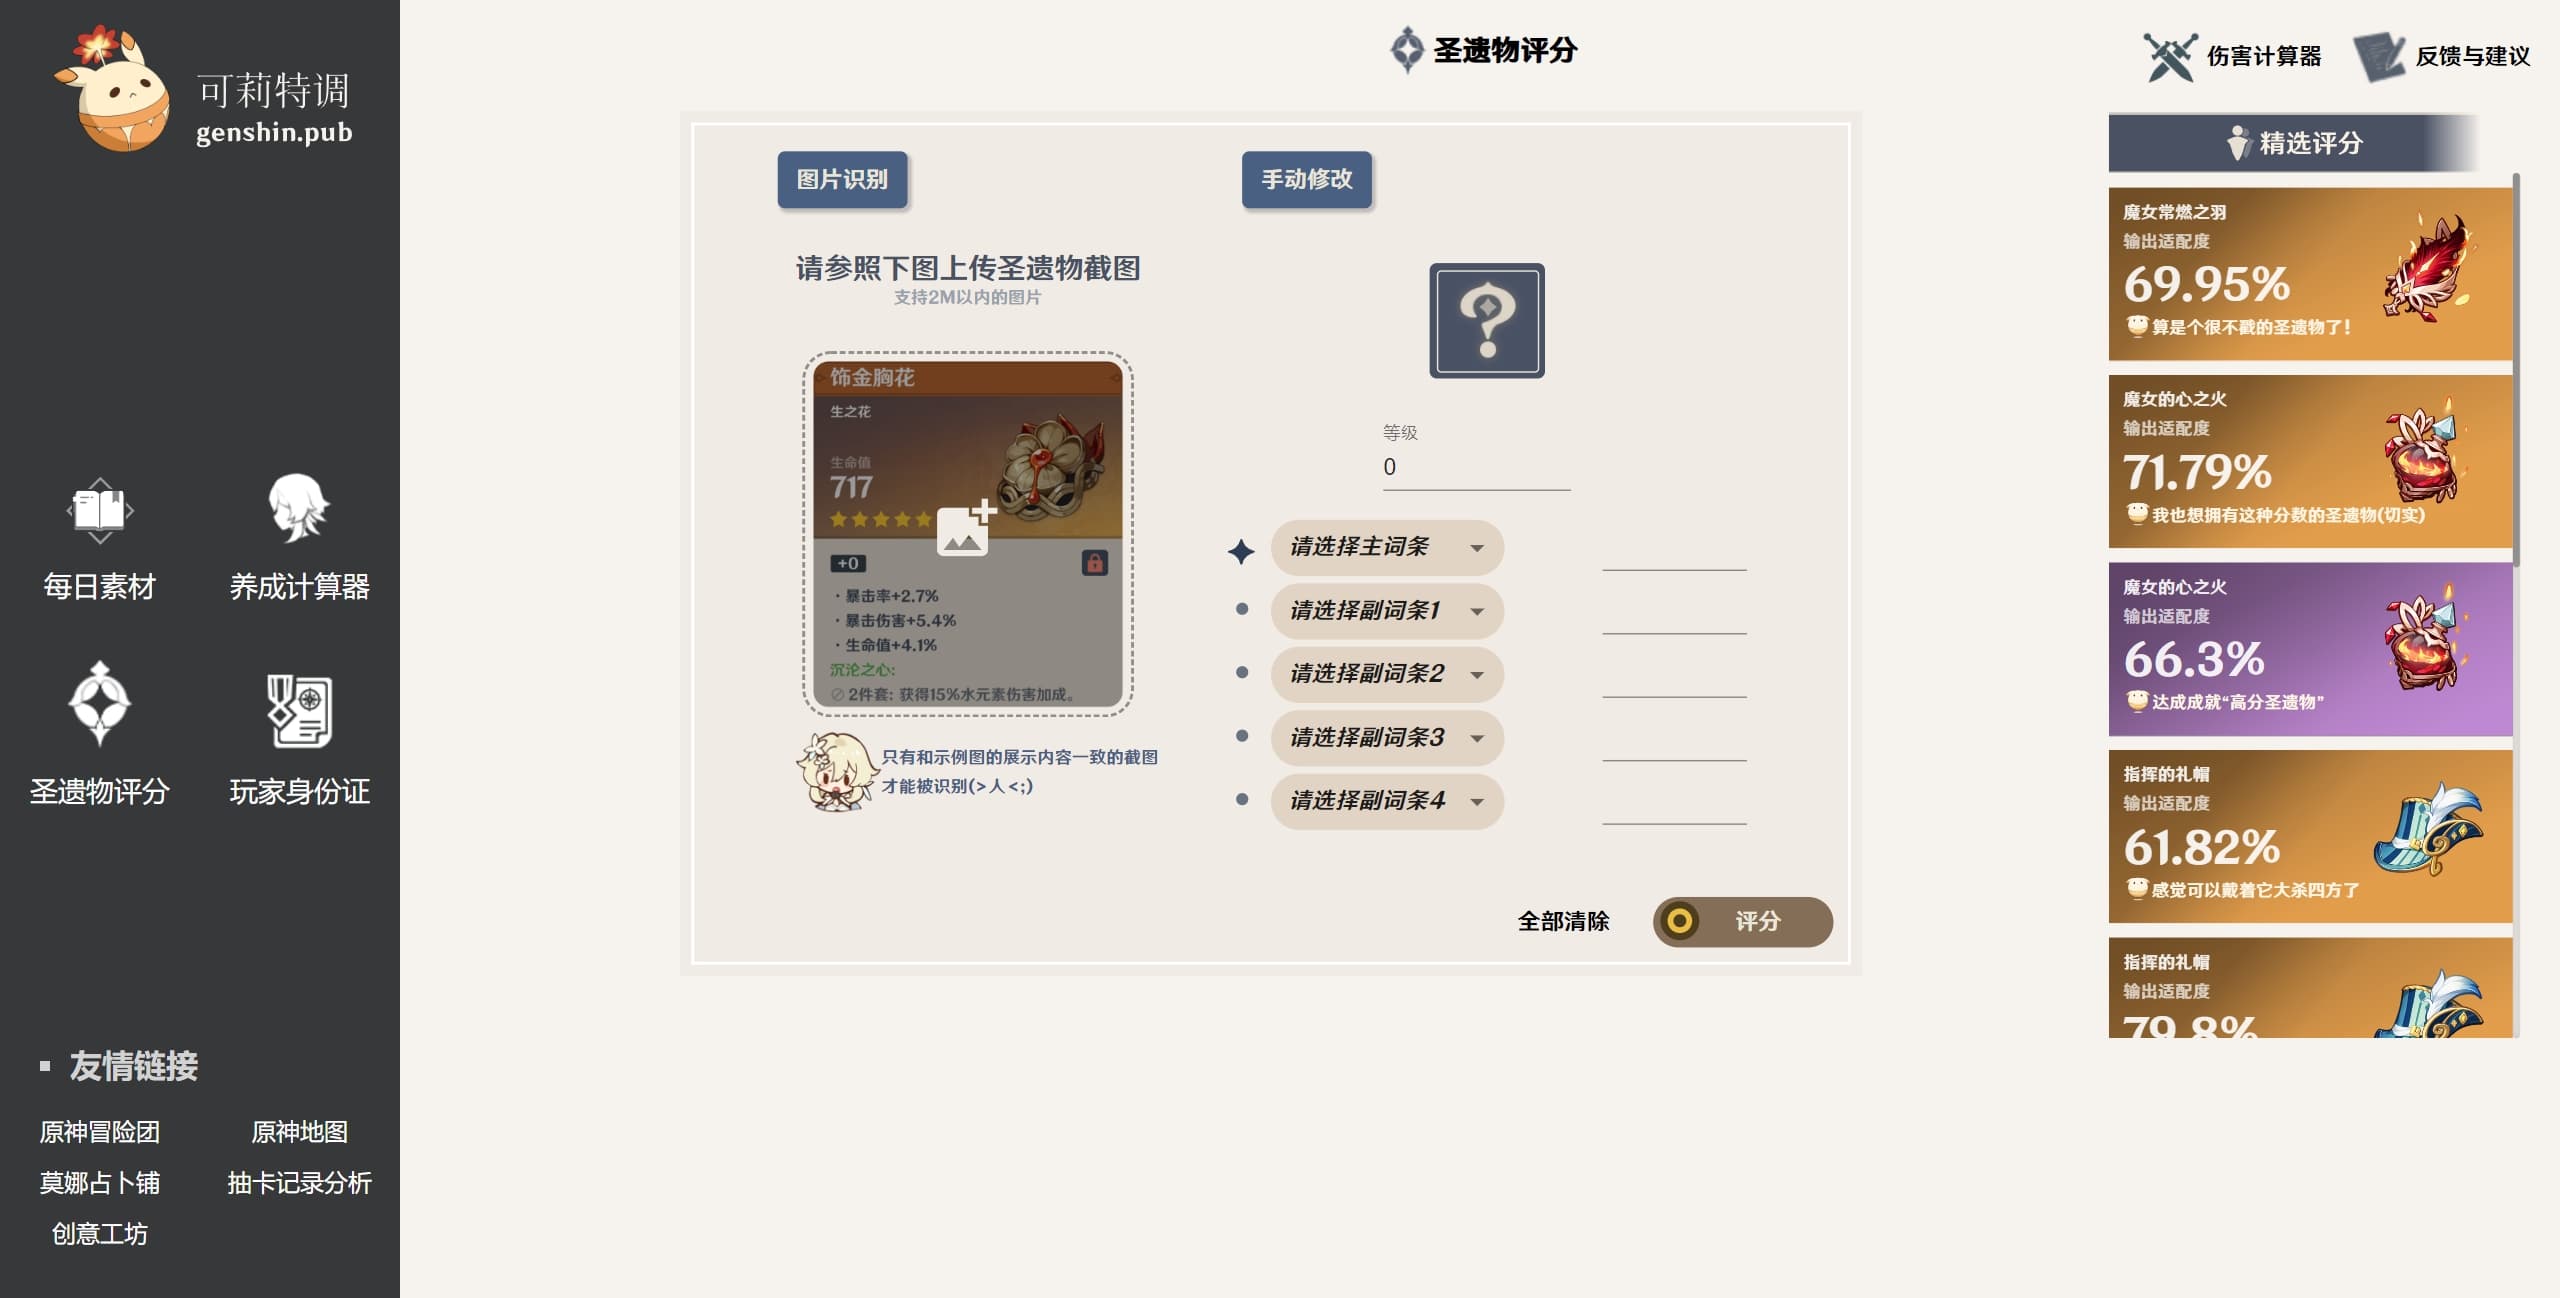 可莉特调
genshin.pub
每日素材
养成计算器
圣遗物评分
玩家身份证
友情链接
原神冒险团
原神地图
莫娜占卜铺
抽卡记录分析
创意工坊
圣遗物评分
伤害计算器
反馈与建议
图片识别
请参照下图上传圣遗物截图
支持2M以内的图片
饰金胸花
生之花
生命值
717
+0
·暴击率+2.7%
·暴击伤害+5.4%
·生命值+4.1%
沉沦之心:
2件套: 获得15%水元素伤害加成。
只有和示例图的展示内容一致的截图
才能被识别(>人<;)
手动修改
等级
0
请选择主词条
请选择副词条1
请选择副词条2
请选择副词条3
请选择副词条4
全部清除
评分
精选评分
魔女常燃之羽
输出适配度
69.95%
算是个很不戳的圣遗物了!
魔女的心之火
输出适配度
71.79%
我也想拥有这种分数的圣遗物(切实)
魔女的心之火
输出适配度
66.3%
达成成就“高分圣遗物”
指挥的礼帽
输出适配度
61.82%
感觉可以戴着它大杀四方了
指挥的礼帽
输出适配度
79.8%